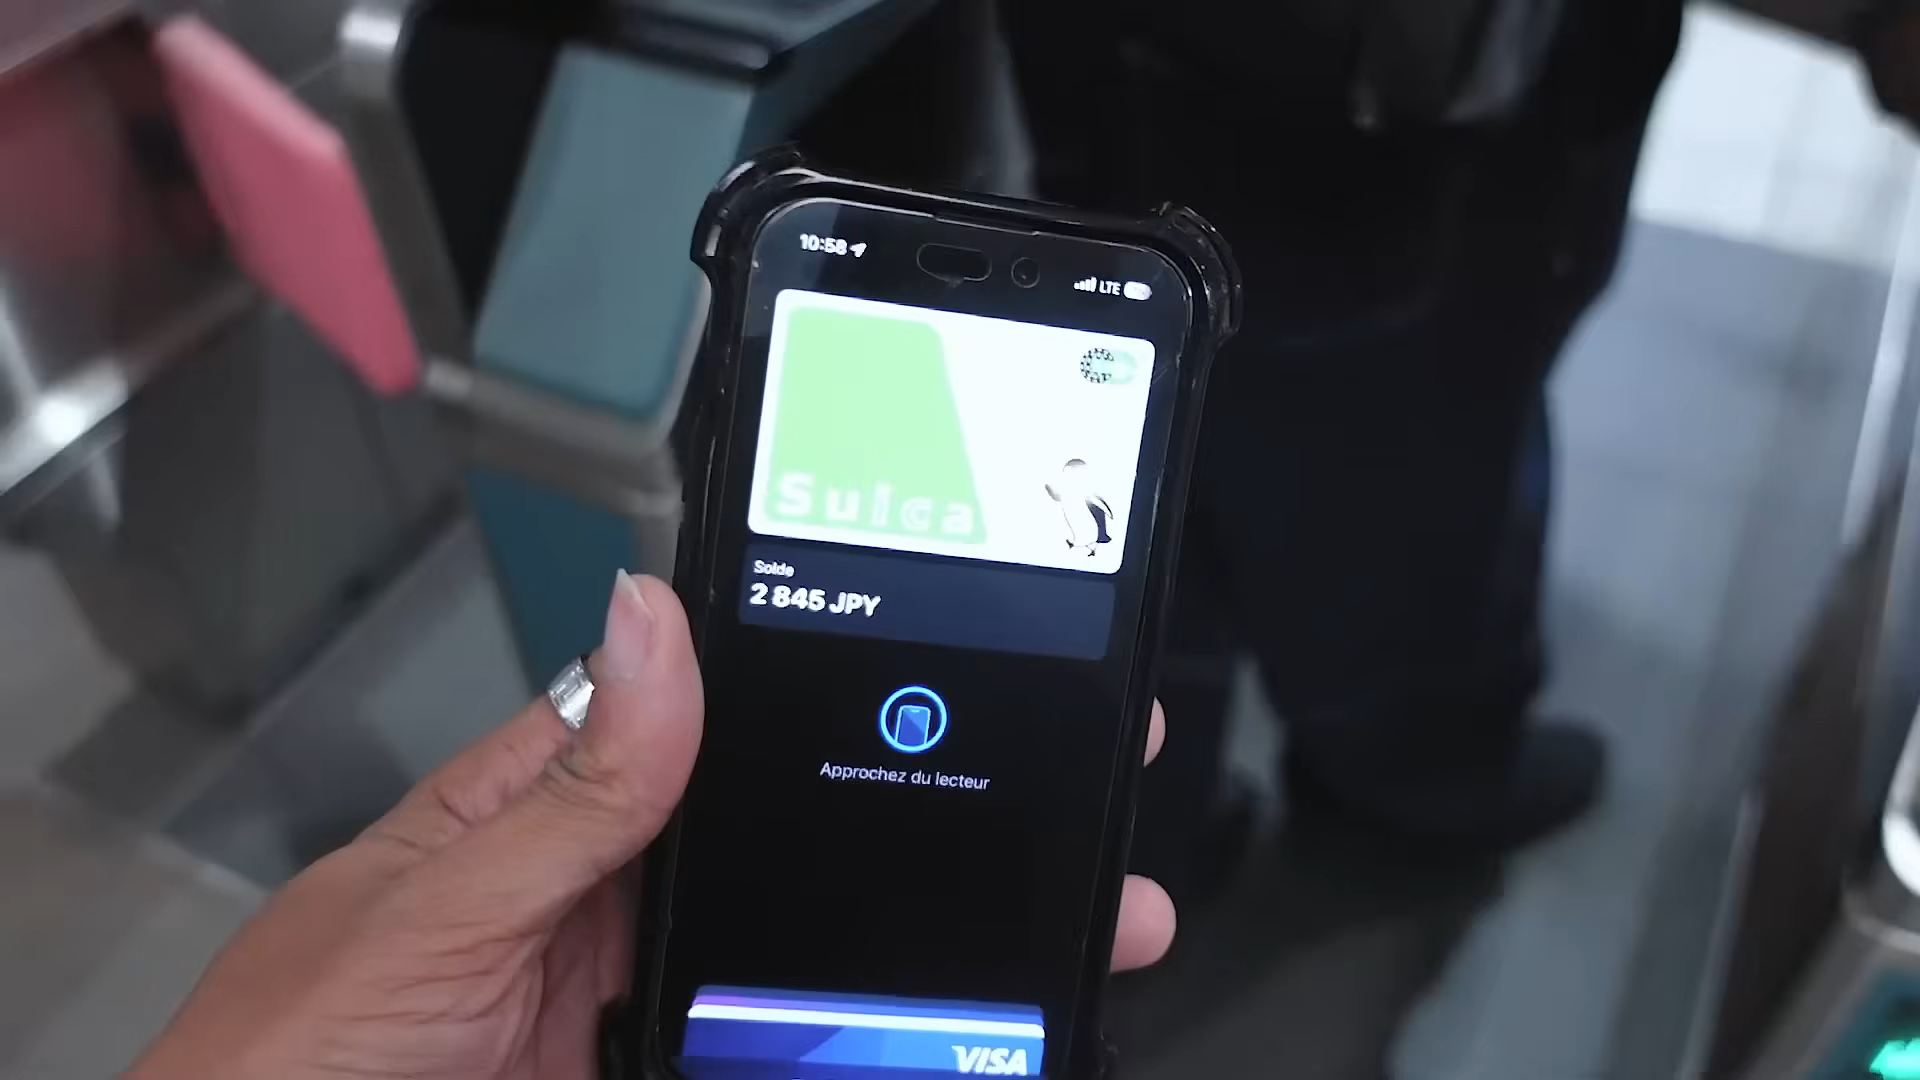 10:58
LTE
Suica
Solde
2 845 JPY
Approchez du lecteur
VISA